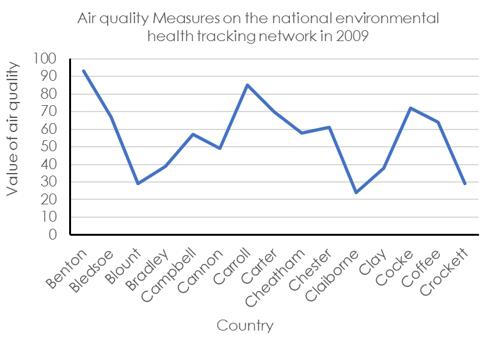 Air quality Measures on the national environmental
health tracking network in 2009
Value of air quality
100
90
80
70
60
50
40
30
20
10
0
Benton
Bledsoe
Blount
Bradley
Campbell
Cannon
Carroll
Carter
Cheatham
Chester
Claiborne
Clay
Cocke
Coffee
Crockett
Country